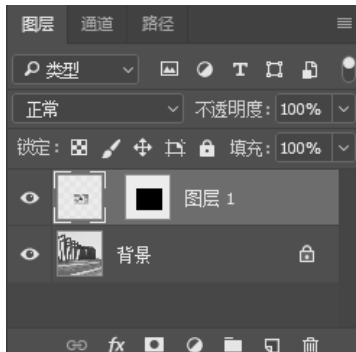 图层 通道 路径
类型
正常 不透明度: 100%
锁定: 填充: 100%
图层 1
背景
fx